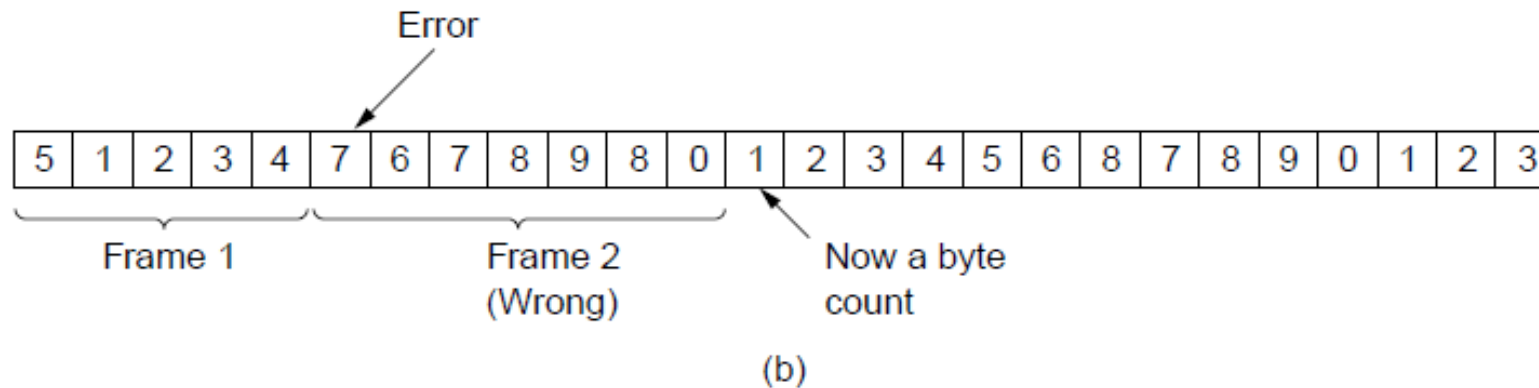 Error
5 1 2 3 4 7 6 7 8 9 8 0 1 2 3 4 5 6 8 7 8 9 0 1 2 3
Frame 1
Frame 2
(Wrong)
Now a byte
count
(b)